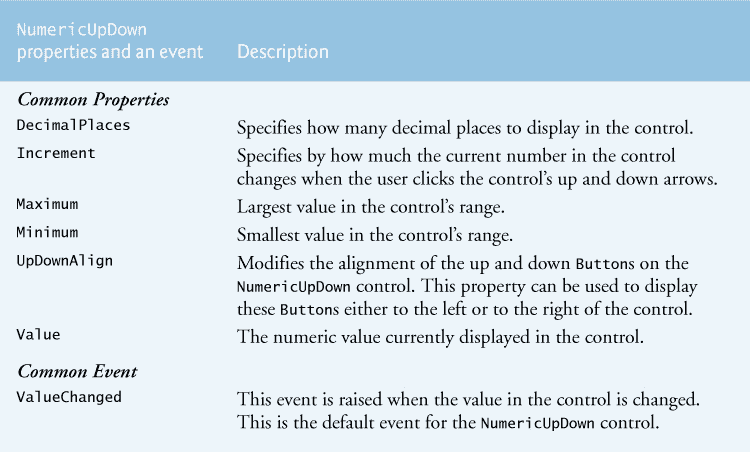 NumericUpDown
properties and an event Description
Common Properties
DecimalPlaces Specifies how many decimal places to display in the control.
Increment Specifies by how much the current number in the control
changes when the user clicks the control's up and down arrows.
Maximum Largest value in the control's range.
Minimum Smallest value in the control's range.
UpDownAlign Modifies the alignment of the up and down Buttons on the
NumericUpDown control. This property can be used to display
these Buttons either to the left or to the right of the control.
Value The numeric value currently displayed in the control.
Common Event
ValueChanged This event is raised when the value in the control is changed.
This is the default event for the NumericUpDown control.